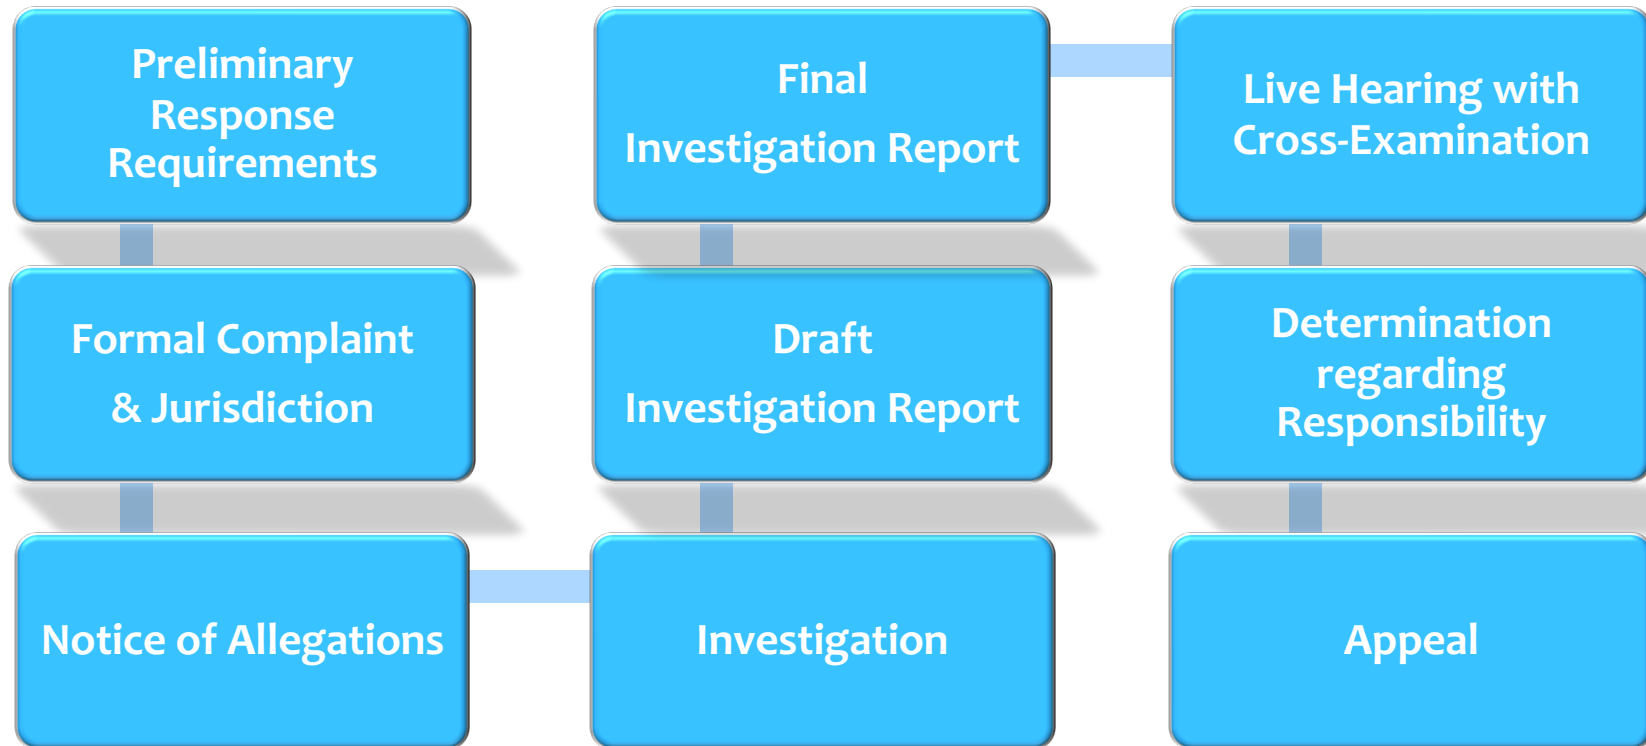 Preliminary
Response
Requirements
Formal Complaint
& Jurisdiction
Notice of Allegations
Investigation
Draft
Investigation Report
Final
Investigation Report
Live Hearing with
Cross-Examination
Determination
regarding
Responsibility
Appeal